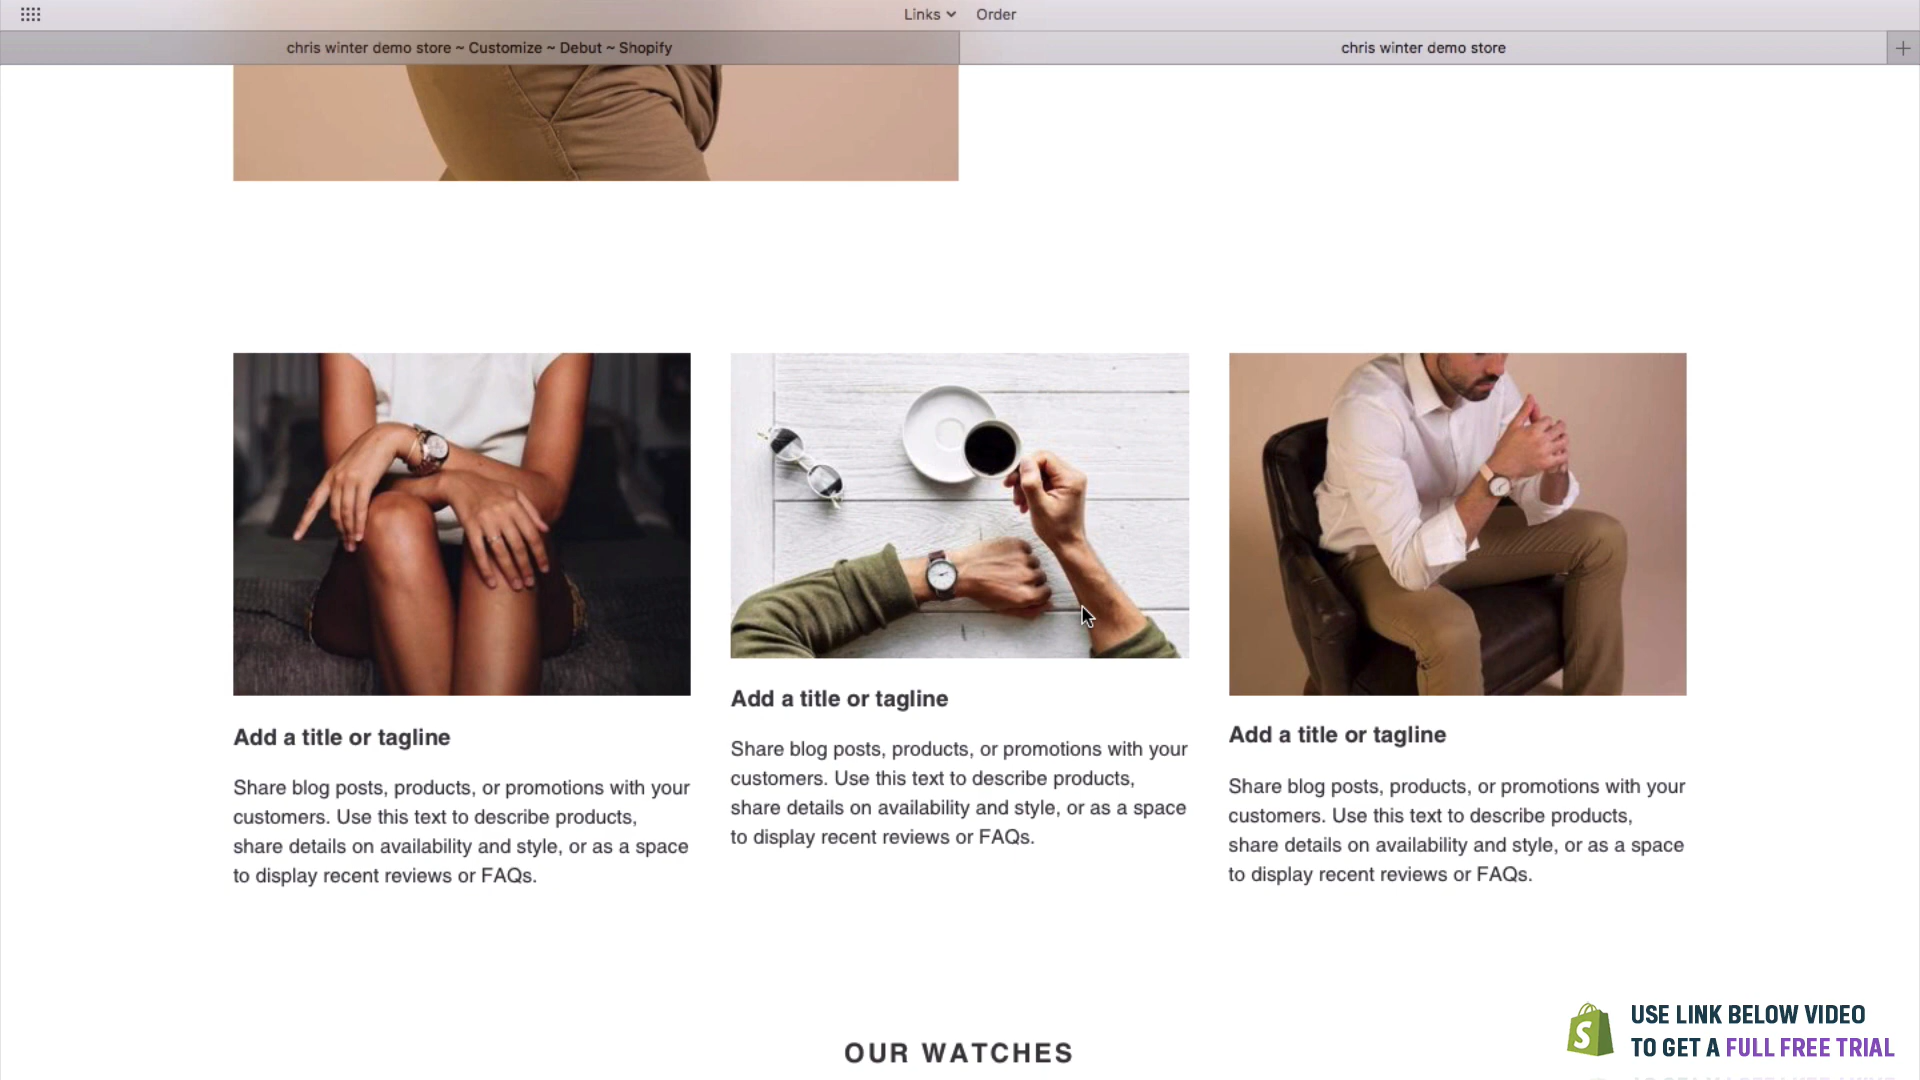 Links Order
chris winter demo store ~ Customize ~ Debut ~ Shopify
chris winter demo store
Add a title or tagline
Share blog posts, products, or promotions with your
customers. Use this text to describe products,
share details on availability and style, or as a space
to display recent reviews or FAQs.
Add a title or tagline
Share blog posts, products, or promotions with your
customers. Use this text to describe products,
share details on availability and style, or as a space
to display recent reviews or FAQs.
Add a title or tagline
Share blog posts, products, or promotions with your
customers. Use this text to describe products,
share details on availability and style, or as a space
to display recent reviews or FAQs.
OUR WATCHES
USE LINK BELOW VIDEO
TO GET A FULL FREE TRIAL